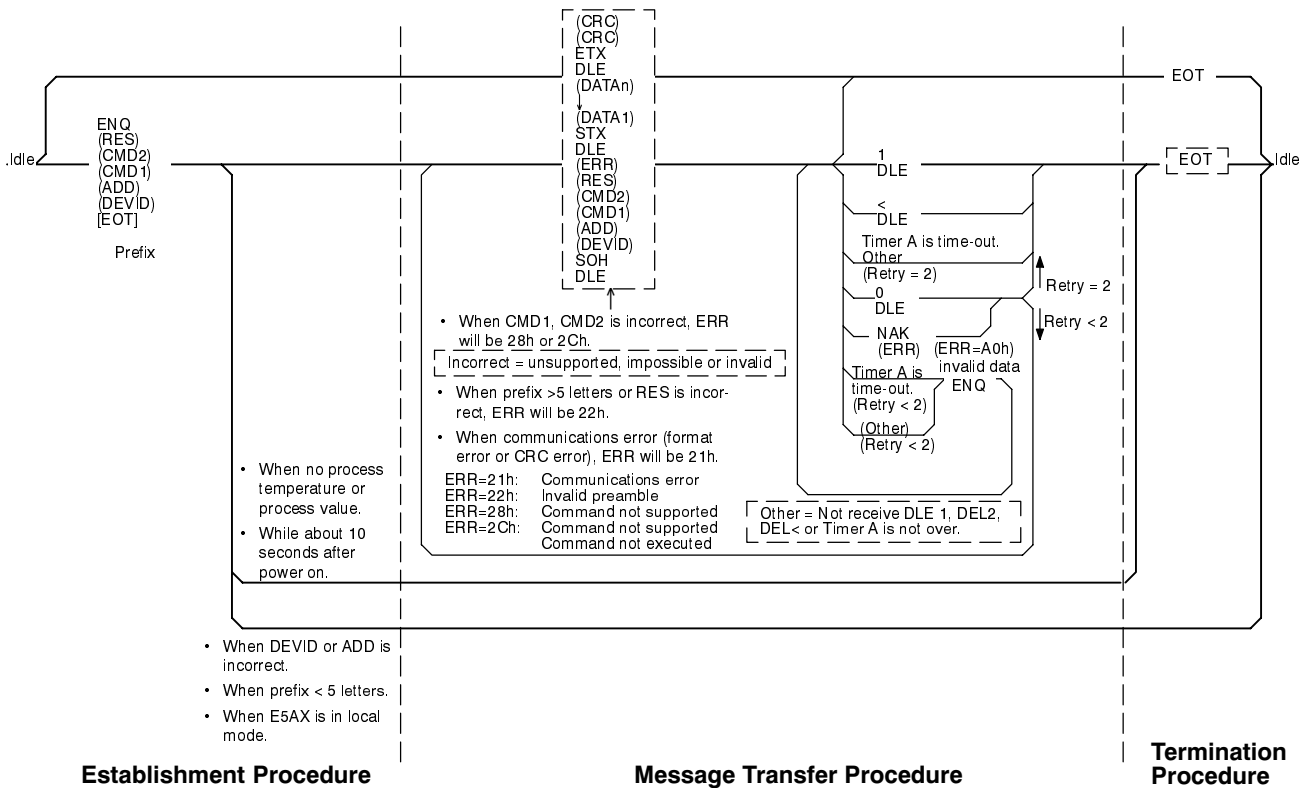 (CRC)
(CRC)
ETX
DLE
(DATAn)
(DATA1)
STX
DLE
(ERR)
(RES)
(CMD2)
(CMD1)
(ADD)
(DEVID)
SOH
DLE
.Idle
ENQ
(RES)
(CMD2)
(CMD1)
(ADD)
(DEVID)
[EOT]
Prefix
EOT
EOT
Idle
1
DLE
<
DLE
Timer A is time-out.
Other
(Retry = 2)
0
DLE
NAK
(ERR)
(ERR=A0h)
invalid data
ENQ
Timer A is
time-out.
(Retry < 2)
(Other)
(Retry < 2)
Retry = 2
Retry < 2
• When CMD1, CMD2 is incorrect, ERR
will be 28h or 2Ch.
Incorrect = unsupported, impossible or invalid
• When prefix >5 letters or RES is incor-
rect, ERR will be 22h.
• When communications error (format
error or CRC error), ERR will be 21h.
ERR=21h: Communications error
ERR=22h: Invalid preamble
ERR=28h: Command not supported
ERR=2Ch: Command not supported
Command not executed
Other = Not receive DLE 1, DEL2,
DEL< or Timer A is not over.
• When no process
temperature or
process value.
• While about 10
seconds after
power on.
• When DEVID or ADD is
incorrect.
• When prefix < 5 letters.
• When E5AX is in local
mode.
Establishment Procedure
Message Transfer Procedure
Termination
Procedure